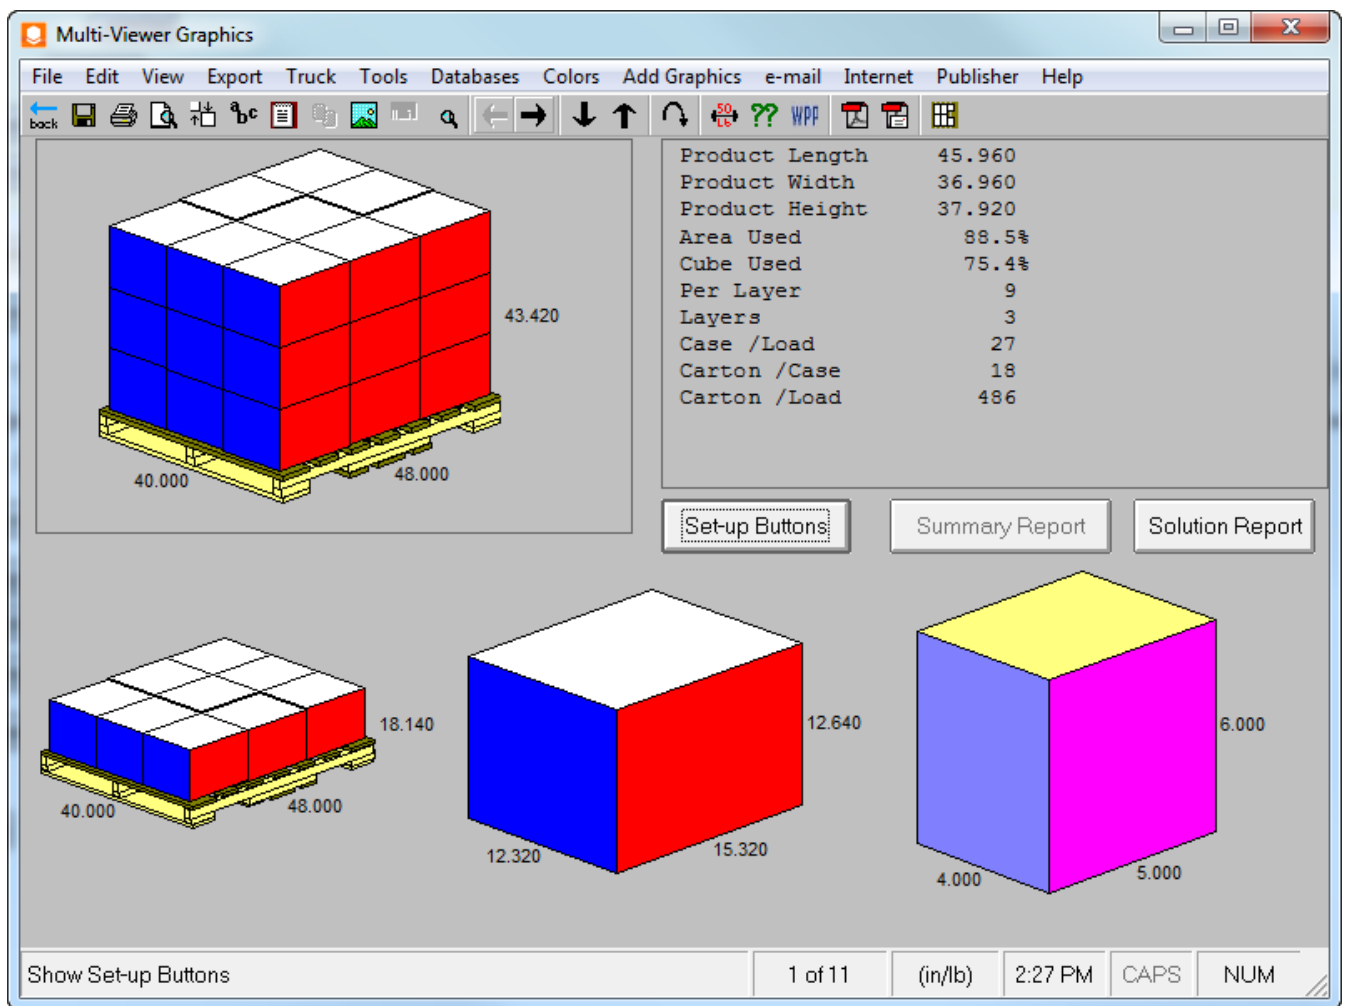 Multi-Viewer Graphics
File Edit View Export Truck Tools Databases Colors Add Graphics e-mail Internet Publisher Help
back abc 50 Lb ?? WPP
Product Length 45.960
Product Width 36.960
Product Height 37.920
Area Used 88.5%
Cube Used 75.4%
Per Layer 9
Layers 3
Case /Load 27
Carton /Case 18
Carton /Load 486
43.420
40.000 48.000
Set-up Buttons Summary Report Solution Report
18.140 12.640 6.000
40.000 48.000 12.320 15.320 4.000 5.000
Show Set-up Buttons 1 of 11 (in/lb) 2:27 PM CAPS NUM